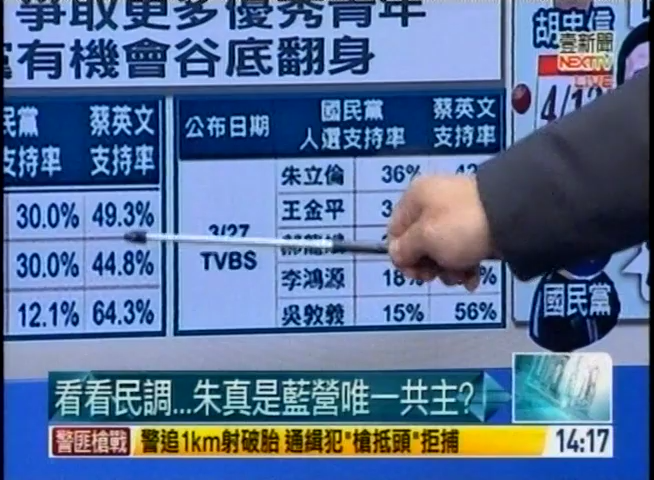 爭取更多優秀青年
黨有機會谷底翻身
胡忠信
壹新聞
NEXTTV
LIVE
民黨 蔡英文
支持率 支持率
30.0% 49.3%
30.0% 44.8%
12.1% 64.3%
公布日期 國民黨 蔡英文
人選支持率 支持率
3/27
TVBS
朱立倫 36%
王金平
李鴻源 18%
吳敦義 15% 56%
國民黨
看看民調...朱真是藍營唯一共主?
警匪槍戰 警追1km射破胎 通緝犯"槍抵頭"拒捕 14:17